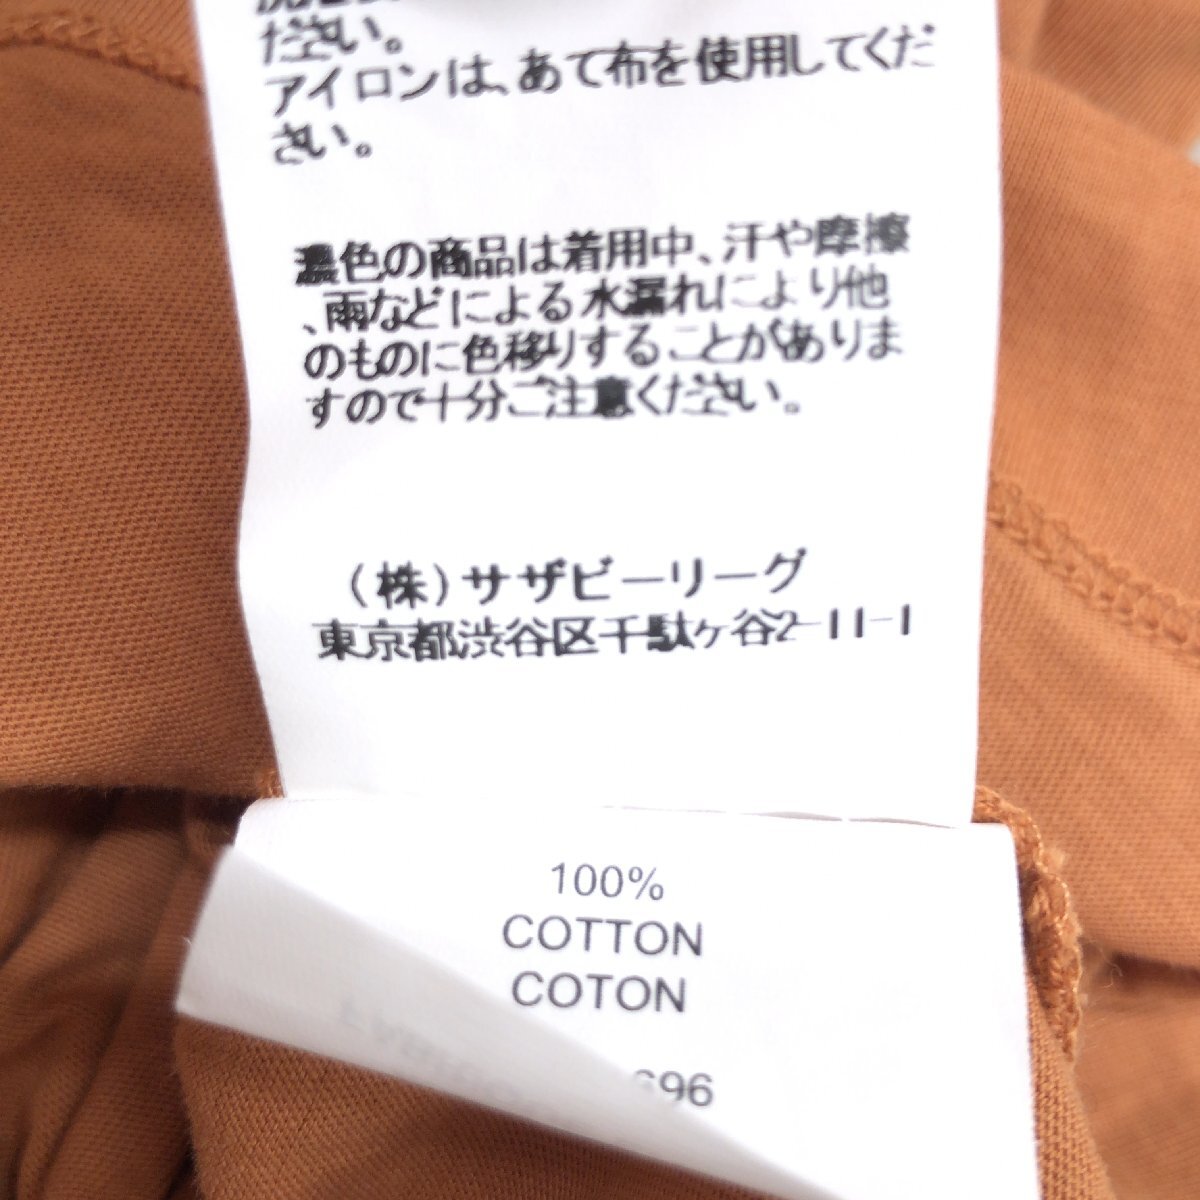 ださい。
アイロンは、あて布を使用してくだ
さい。
濃色の商品は着用中、汗や摩擦
、雨などによる水漏れにより他
のものに色移りすることがありま
すので十分ご注意ください。
(株)サザビーリーグ
東京都渋谷区千駄ケ谷2-11-1
100%
COTTON
COTON
696